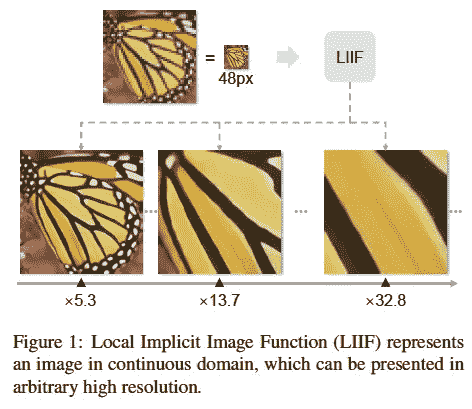 =
48px
LIIF
...
...
...
×5.3
×13.7
×32.8
Figure 1: Local Implicit Image Function (LIIF) represents
an image in continuous domain, which can be presented in
arbitrary high resolution.